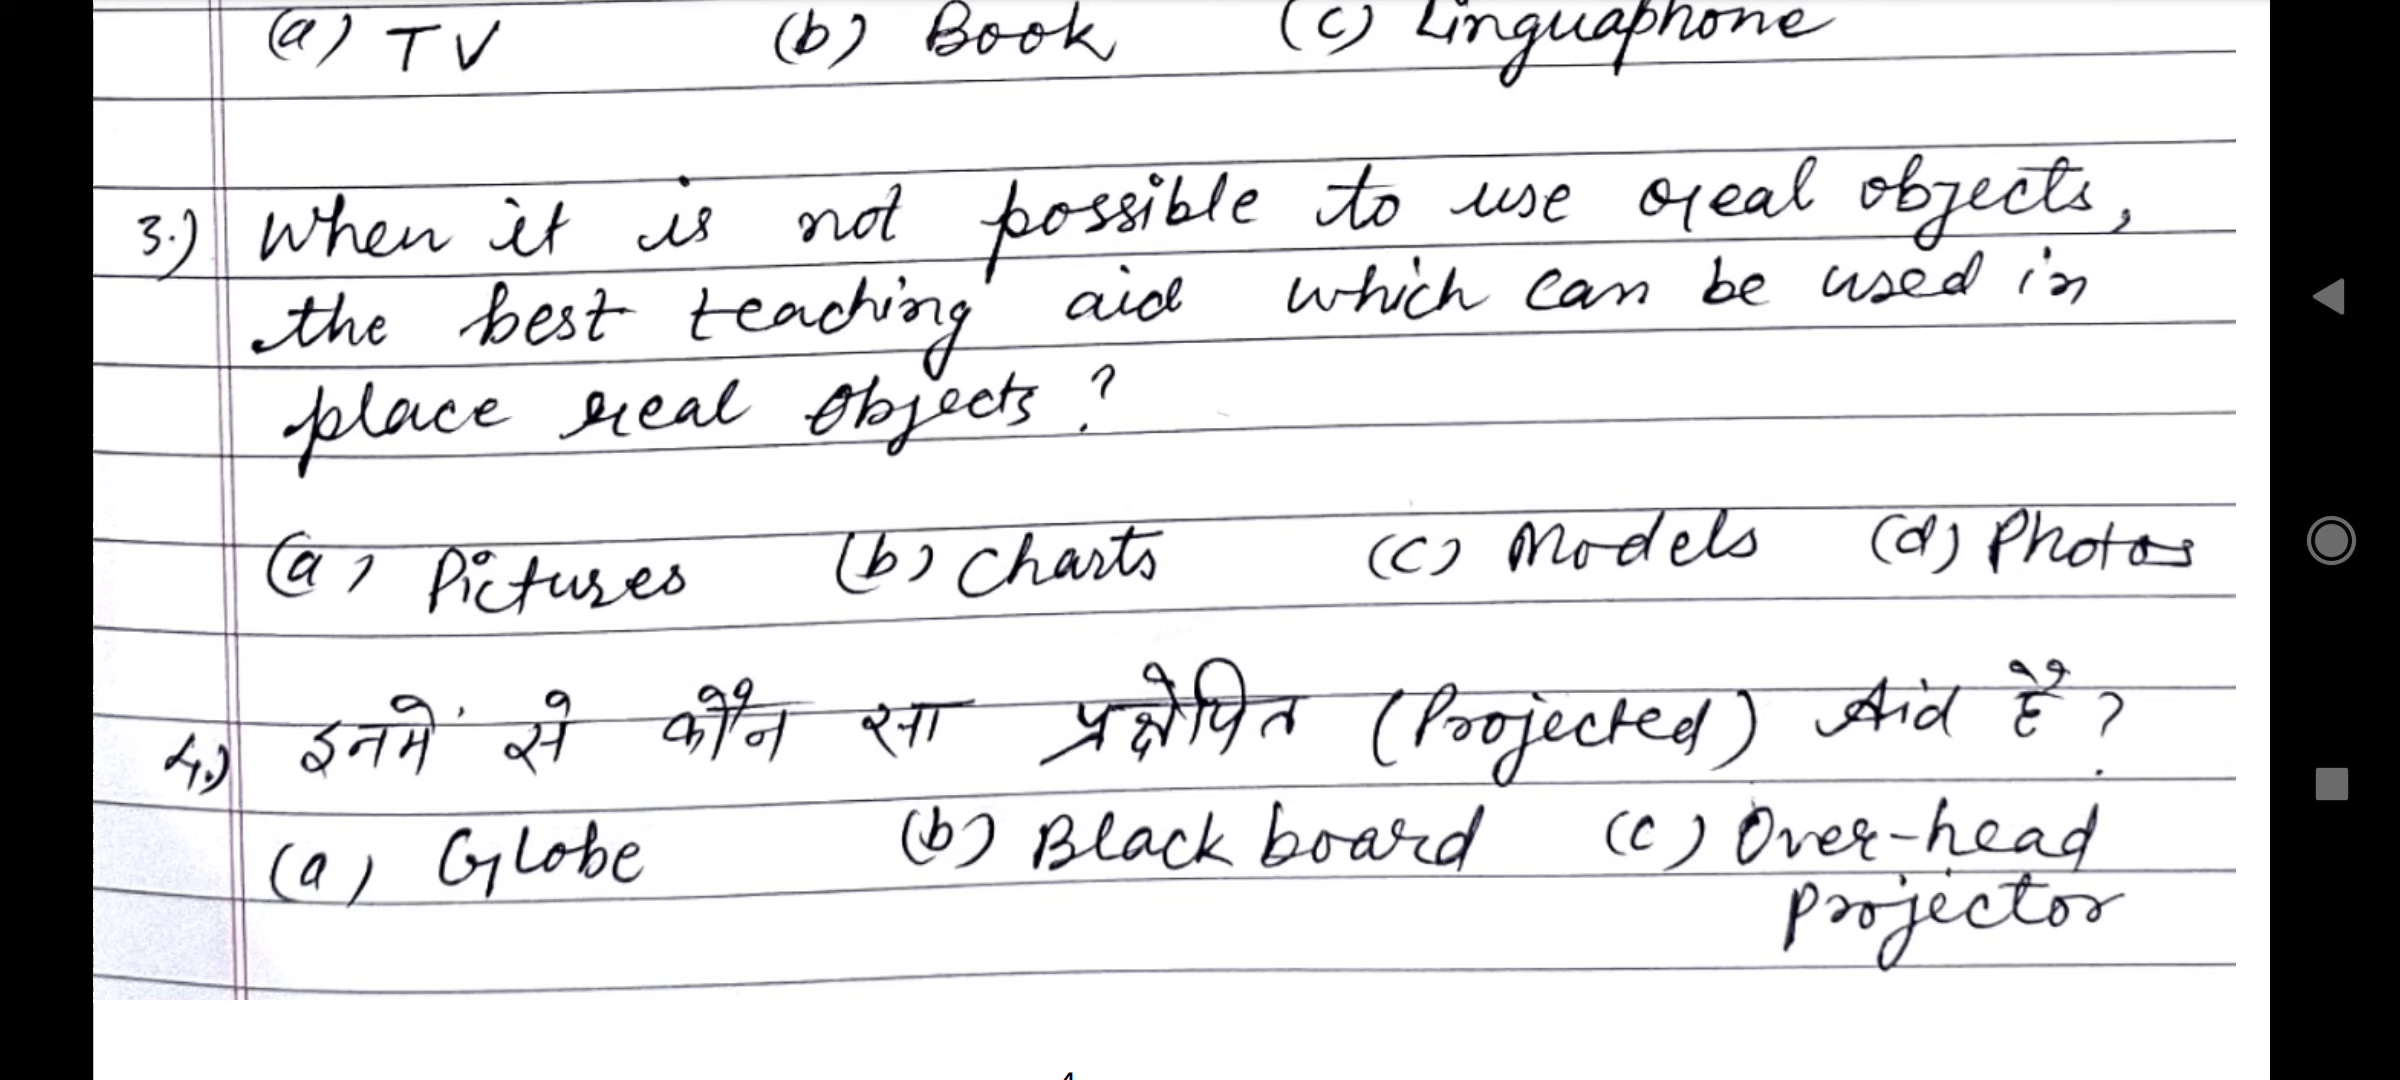 (a) TV (b) Book (c) Linguaphone
3.) When it is not possible to use real objects,
the best teaching aid which can be used in
place real objects ?
(a) Pictures (b) Charts (c) Models (d) Photos
4.) इनमें से कौन सा प्रक्षेपित (Projected) Aid है ?
(a) Globe (b) Black board (c) Over-head
Projector